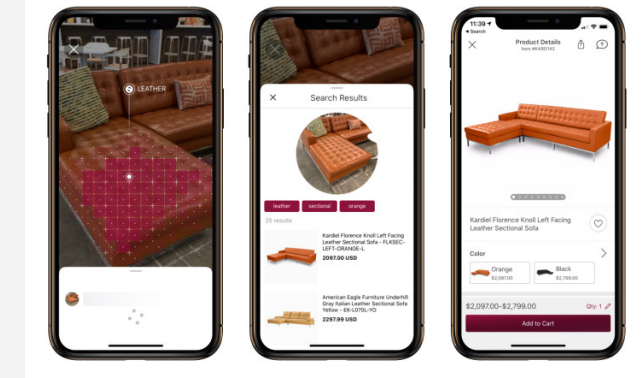 LEATHER
Search Results
leather
sectional
orange
25 results
Kardiel Florence Knoll Left Facing
Leather Sectional Sofa - FLKSEC-
LEFT-ORANGE-L
2097.00 USD
American Eagle Furniture Underhill
Gray Italian Leather Sectional Sofa
Yellow - EK-L070L-YO
2297.99 USD
11:39
Search
Product Details
Kardiel Florence Knoll Left Facing
Leather Sectional Sofa
Color
Orange
$2,097.00
Black
$2,799.00
$2,097.00-$2,799.00
Qty: 1
Add to Cart